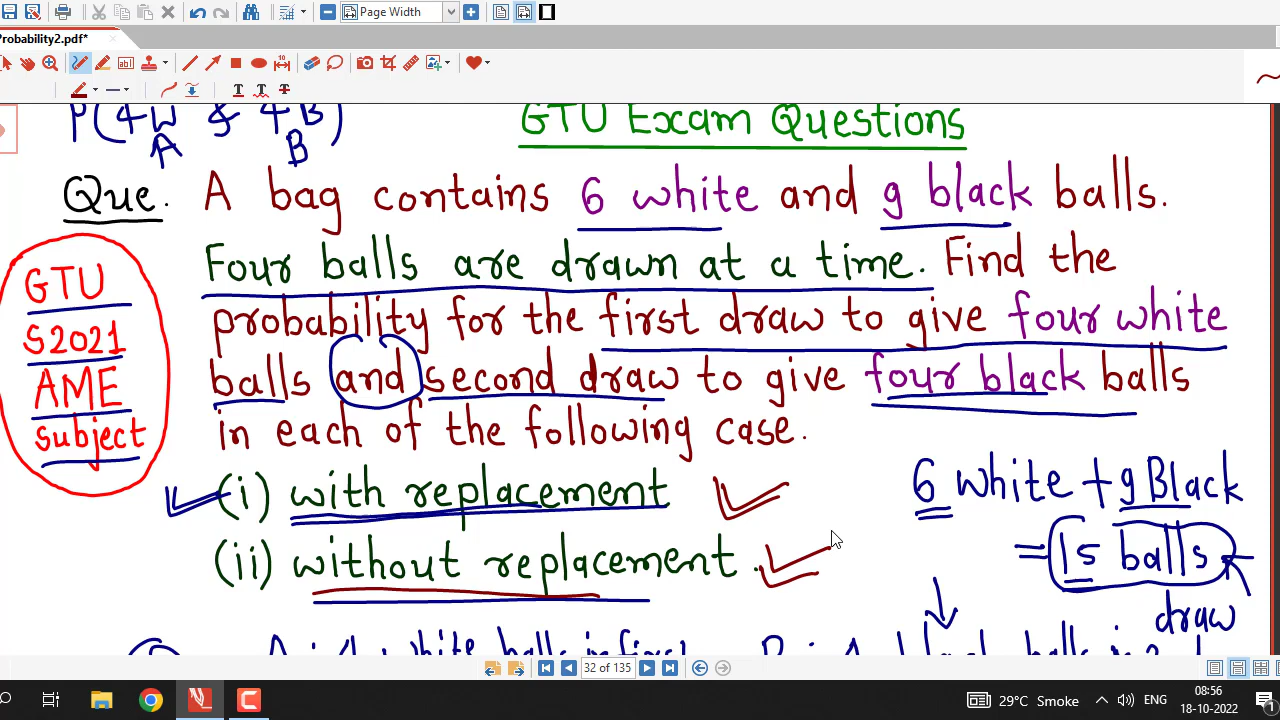 Page Width
Probability2.pdf*
P(4W & 4B)
A B
GTU Exam Questions
Que. A bag contains 6 white and 9 black balls.
Four balls are drawn at a time. Find the
probability for the first draw to give four white
balls and second draw to give four black balls
in each of the following case.
(i) with replacement
(ii) without replacement.
GTU
S2021
AME
subject
6 white + 9 Black
= 15 balls
draw
32 of 135
29°C Smoke
ENG
08:56
18-10-2022
1